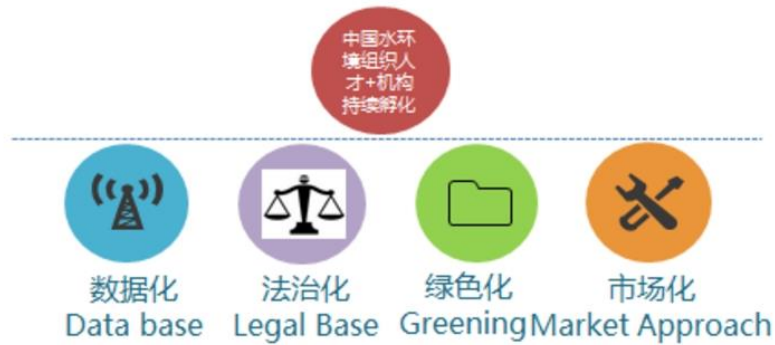 中国水环
境组织人
才+机构
持续孵化
数据化
Data base
法治化
Legal Base
绿色化
Greening
市场化
Market Approach